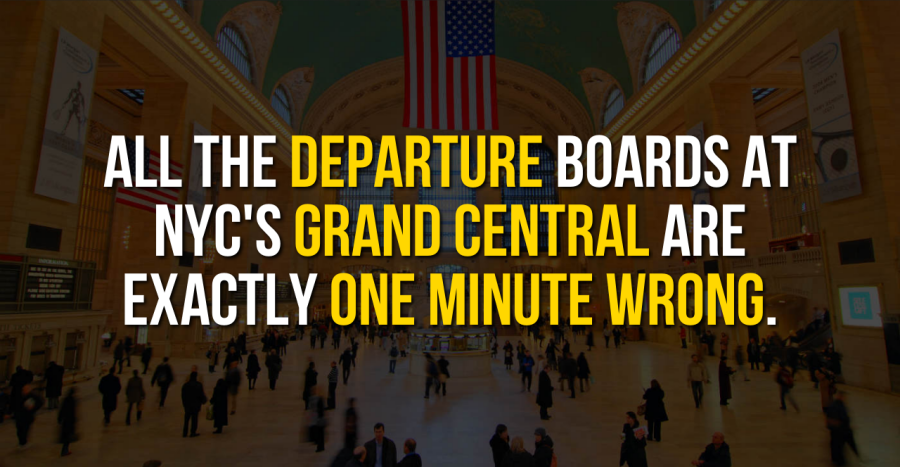 ALL THE DEPARTURE BOARDS AT
NYC'S GRAND CENTRAL ARE
EXACTLY ONE MINUTE WRONG.